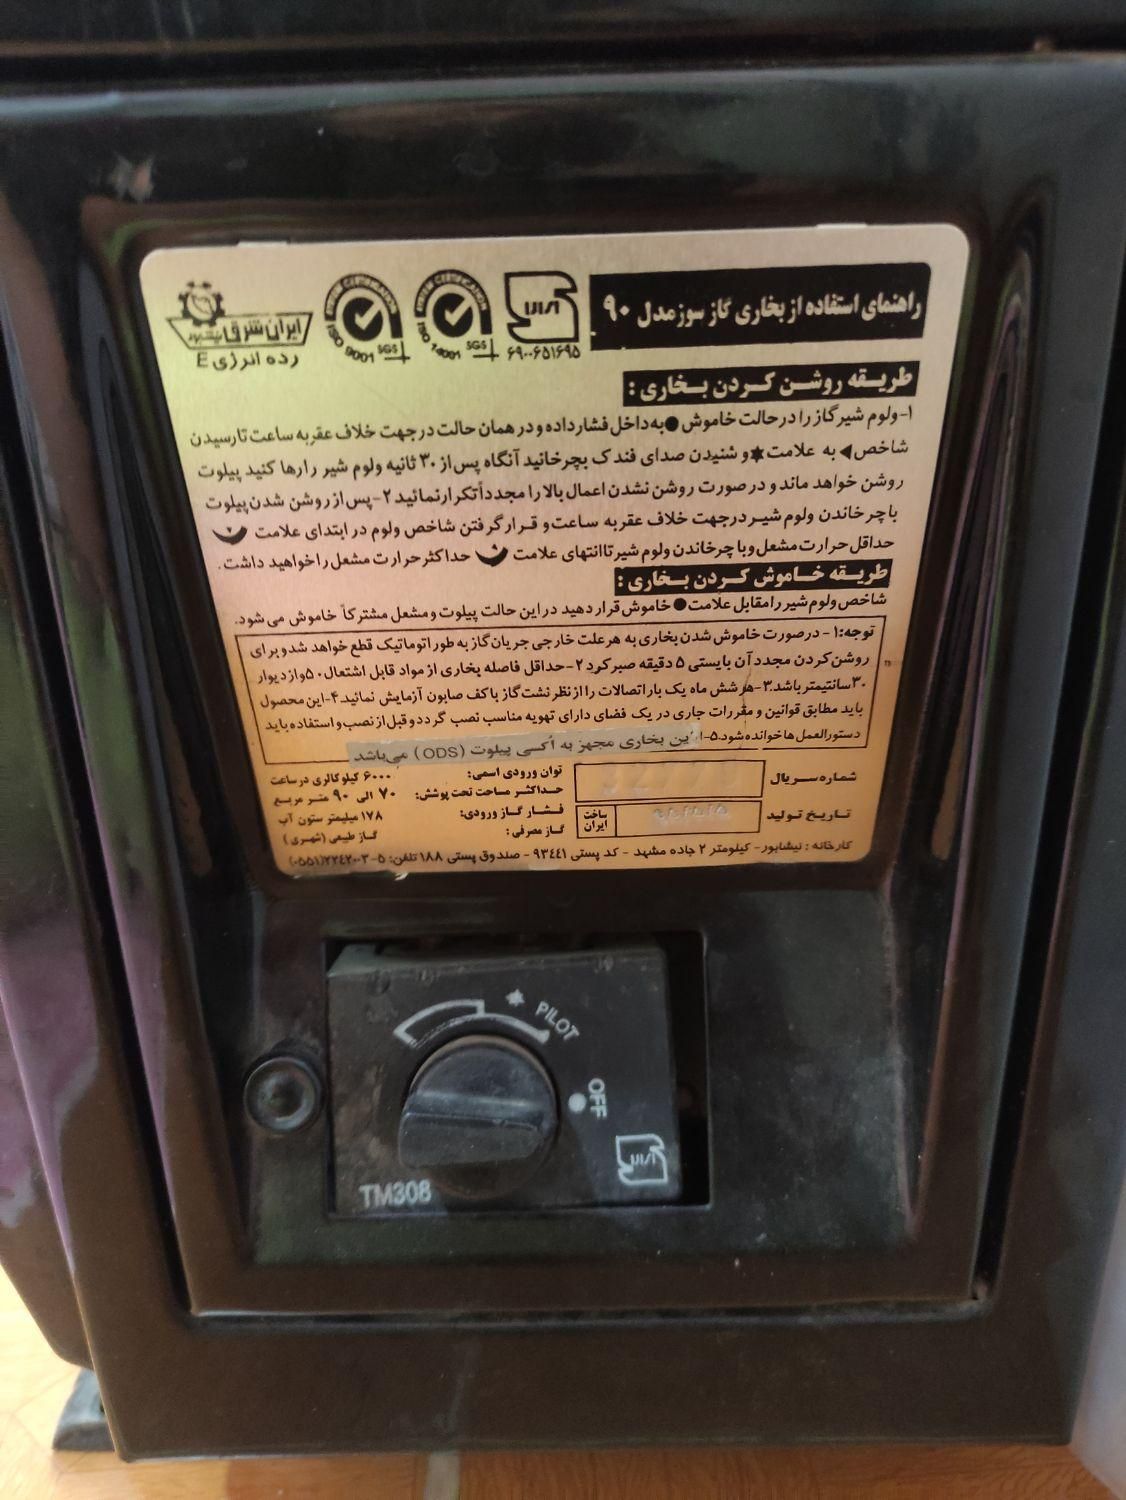 راهنمای استفاده از بخاری گاز سوز مدل ۹۰
ایران شرق نیشابور
رده انرژی E
ISO 9001
SGS
ISO 14001
SGS
۶۹۰۰۶۵۱۶۹۵
طریقه روشن کردن بخاری :
۱-ولوم شیر گاز را در حالت خاموش ● به داخل فشار داده و در همان حالت در جهت خلاف عقربه ساعت تا رسیدن
شاخص ◀ به علامت ✶ و شنیدن صدای فندک بچرخانید آنگاه پس از ۳۰ ثانیه ولوم شیر را رها کنید پیلوت
روشن خواهد ماند و در صورت روشن نشدن اعمال بالا را مجدداً تکرار نمائید ۲-پس از روشن شدن پیلوت
با چرخاندن ولوم شیر در جهت خلاف عقربه ساعت و قرار گرفتن شاخص ولوم در ابتدای علامت
حداقل حرارت مشعل و با چرخاندن ولوم شیر تا انتهای علامت حداکثر حرارت مشعل را خواهید داشت.
طریقه خاموش کردن بخاری :
شاخص ولوم شیر را مقابل علامت ● خاموش قرار دهید در این حالت پیلوت و مشعل مشترکاً خاموش می شود.
توجه: ۱- در صورت خاموش شدن بخاری به هر علت خارجی جریان گاز به طور اتوماتیک قطع خواهد شد و برای
روشن کردن مجدد آن بایستی ۵ دقیقه صبر کرد ۲-حداقل فاصله بخاری از مواد قابل اشتعال ۵۰ و از دیوار
۳۰ سانتیمتر باشد. ۳-هر شش ماه یک بار اتصالات را از نظر نشت گاز با کف صابون آزمایش نمائید ۴-این محصول
باید مطابق قوانین و مقررات جاری در یک فضای دارای تهویه مناسب نصب گردد و قبل از نصب و استفاده باید
دستورالعمل ها خوانده شود. ۵- این بخاری مجهز به اکسی پیلوت (ODS) می باشد
شماره سریال
توان ورودی اسمی: ۶۰۰۰ کیلو کالری در ساعت
حداکثر مساحت تحت پوشش: ۷۰ الی ۹۰ متر مربع
تاریخ تولید
ساخت ایران
فشار گاز ورودی: ۱۷۸ میلیمتر ستون آب
گاز مصرفی: گاز طبیعی (شهری)
کارخانه : نیشابور- کیلومتر ۲ جاده مشهد - کد پستی ۹۳۴۴۱ - صندوق پستی ۱۸۸ تلفن: ۵-۲۲۴۲۰۰۳(۰۵۵۱)
PILOT
OFF
TM308